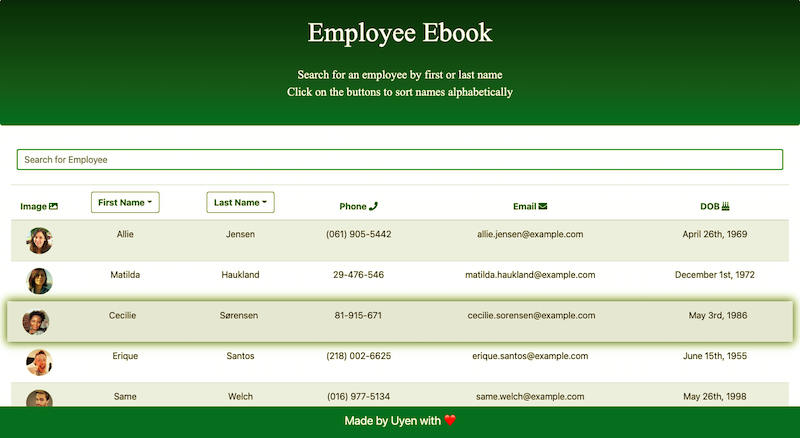 Employee Ebook
Search for an employee by first or last name
Click on the buttons to sort names alphabetically
Search for Employee
Image First Name Last Name Phone Email DOB
Allie Jensen (061) 905-5442 allie.jensen@example.com April 26th, 1969
Matilda Haukland 29-476-546 matilda.haukland@example.com December 1st, 1972
Cecilie Sørensen 81-915-671 cecilie.sorensen@example.com May 3rd, 1986
Erique Santos (218) 002-6625 erique.santos@example.com June 15th, 1955
Same Welch (016) 977-5134 same.welch@example.com May 26th, 1998
Made by Uyen with ❤️